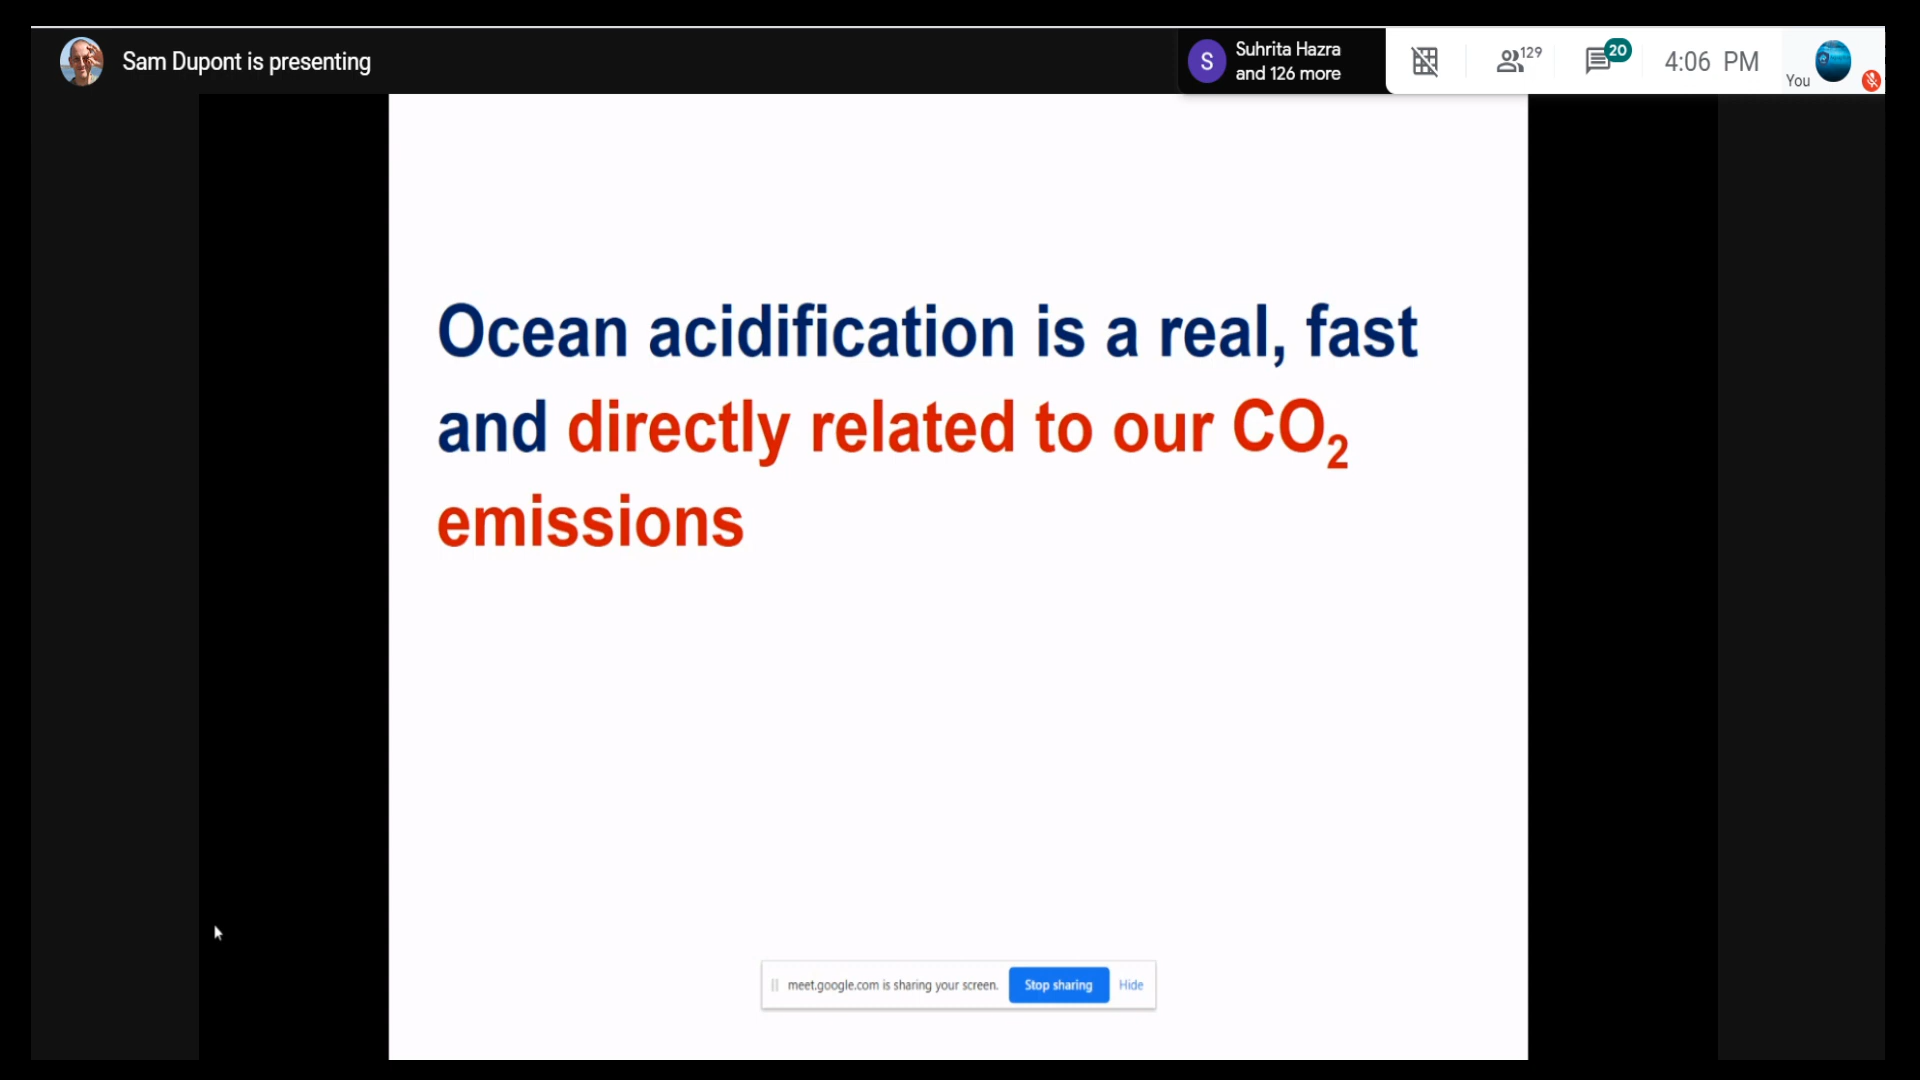 Sam Dupont is presenting
S
Suhrita Hazra
and 126 more
129
20
4:06 PM
You
Ocean acidification is a real, fast
and directly related to our CO₂
emissions
meet.google.com is sharing your screen.
Stop sharing
Hide